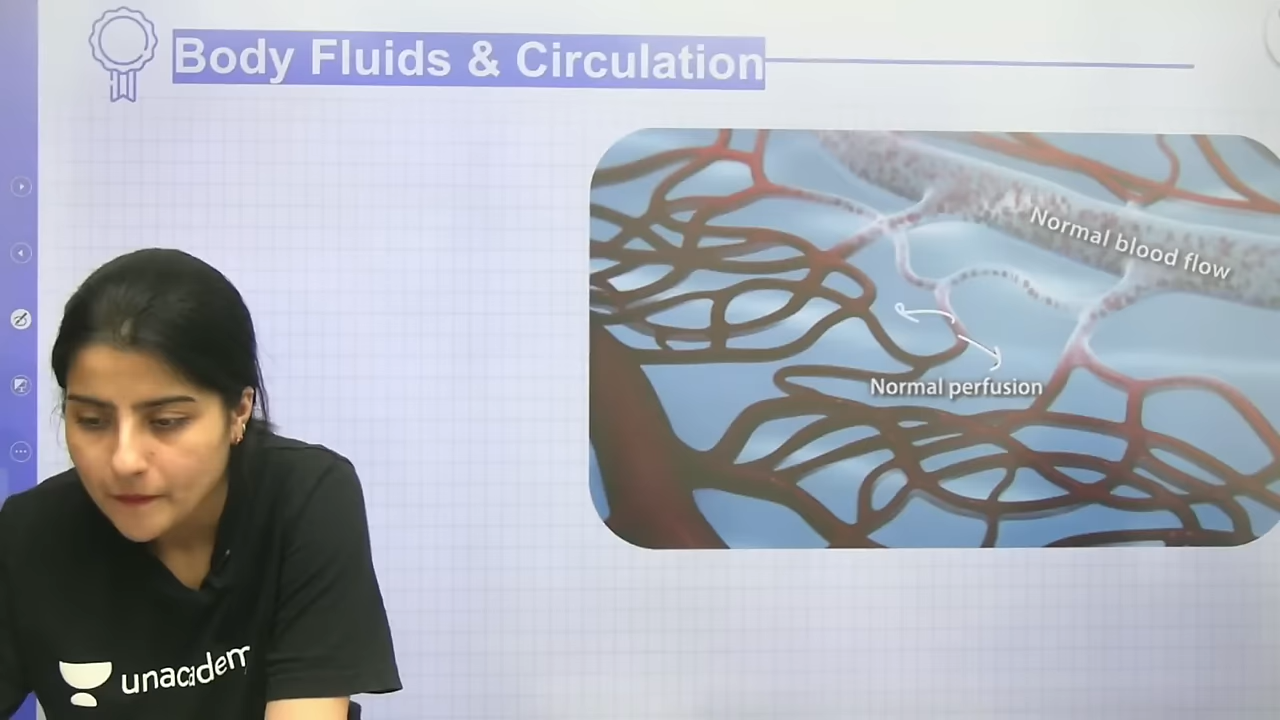 Body Fluids & Circulation
Normal blood flow
Normal perfusion
unacadem